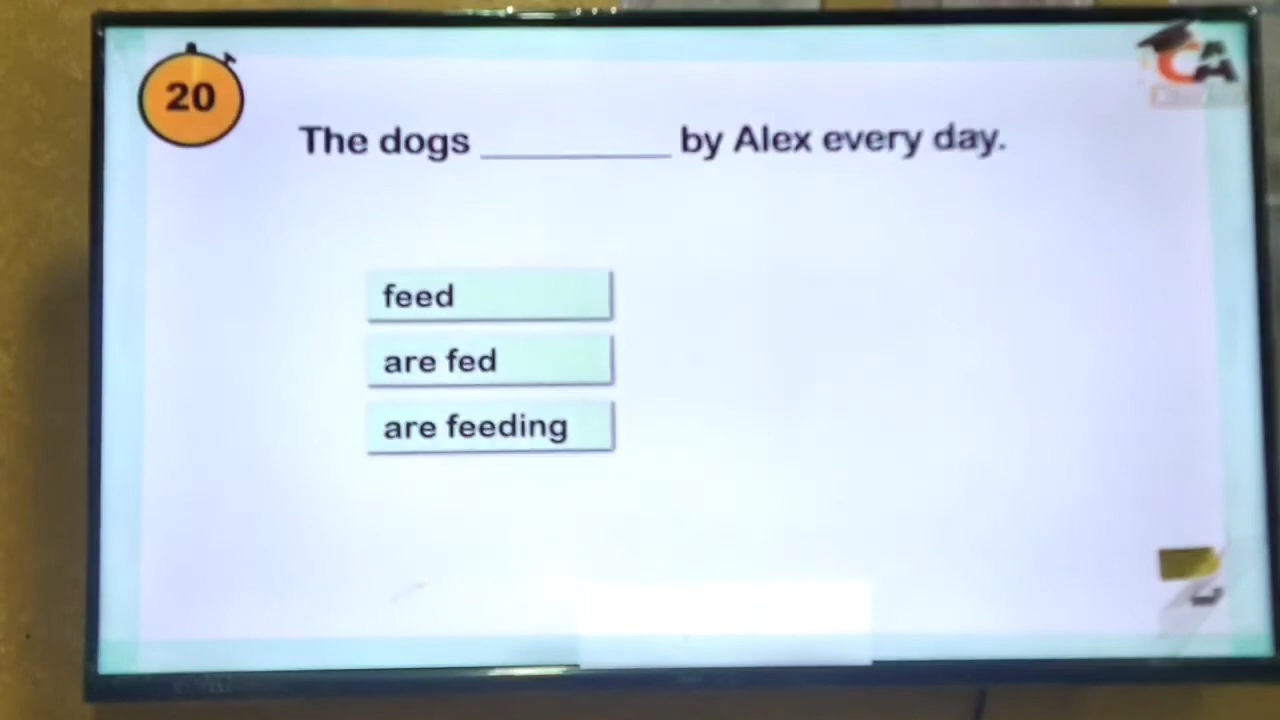 20
The dogs __________ by Alex every day.
feed
are fed
are feeding